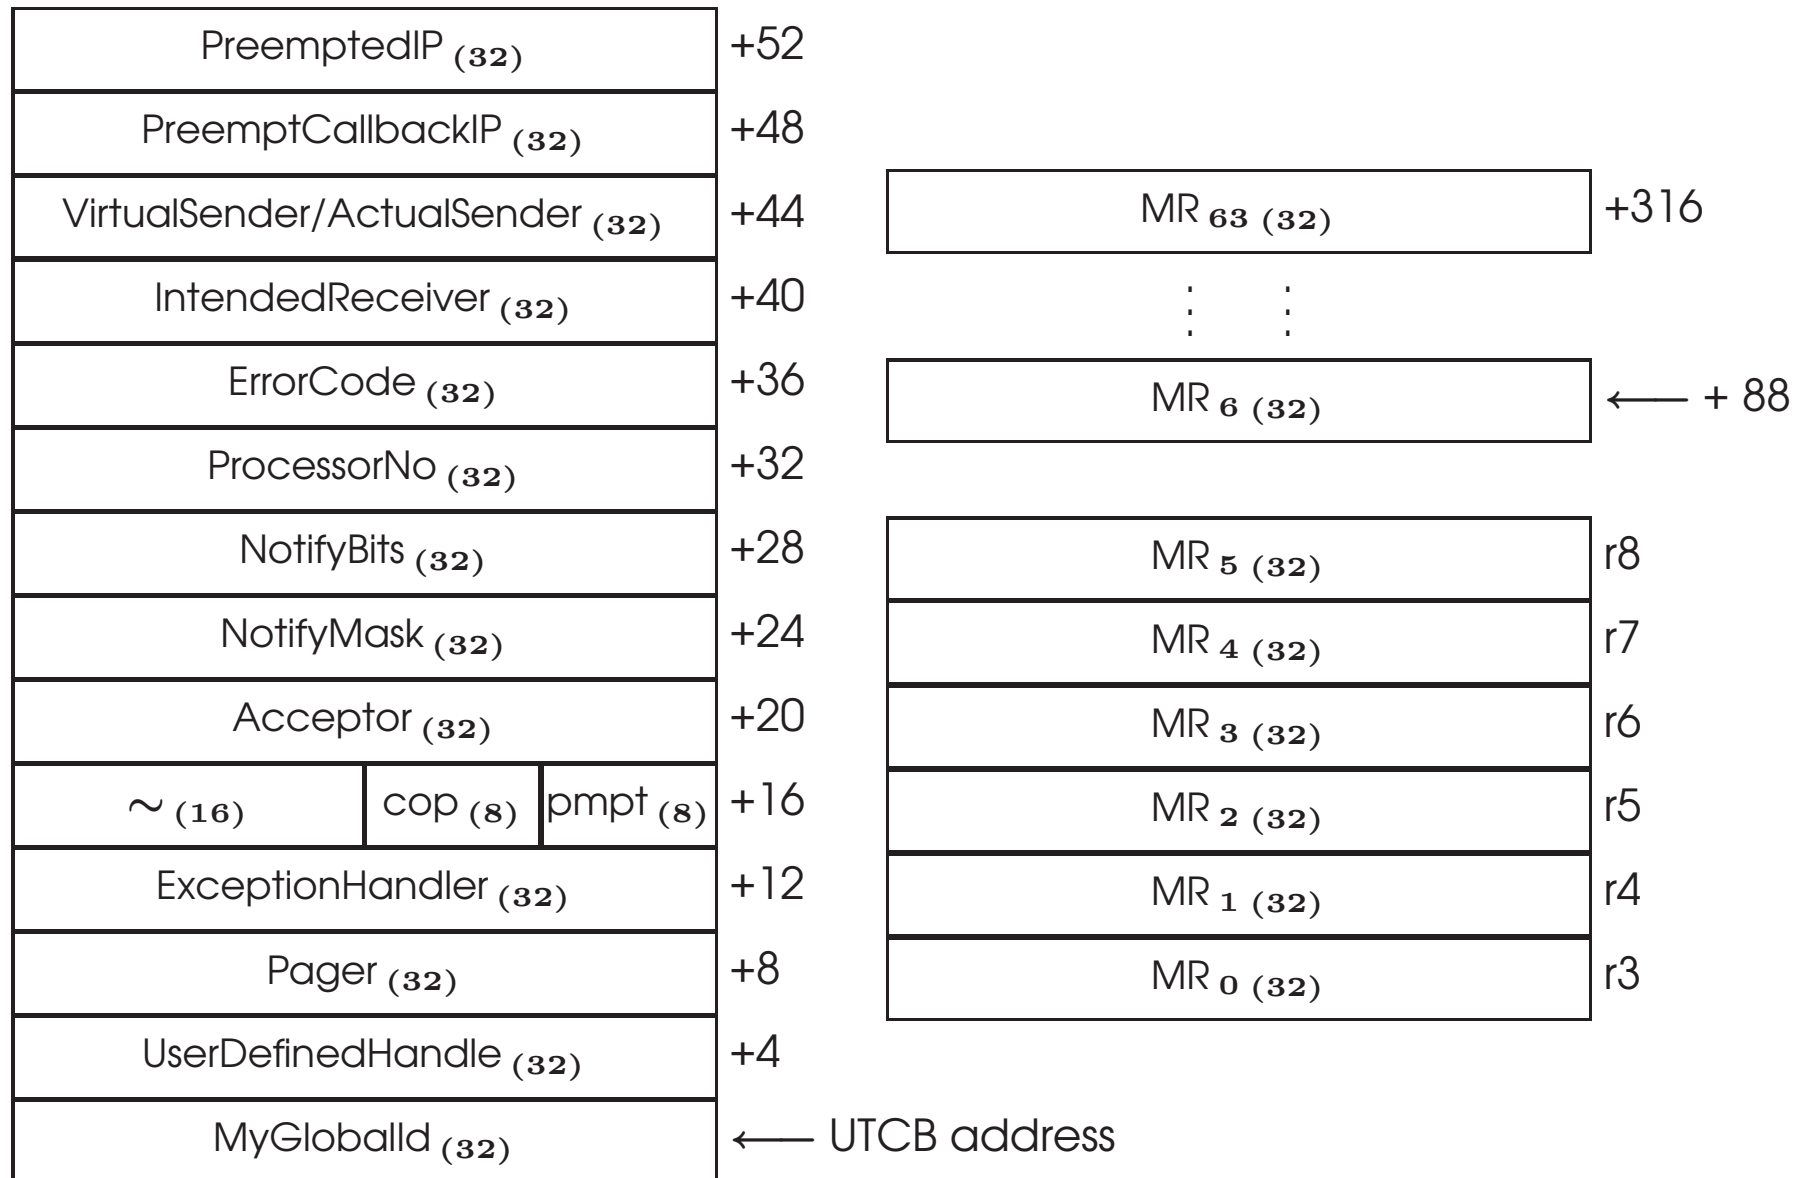 PreemptedIP (32) +52
PreemptCallbackIP (32) +48
VirtualSender/ActualSender (32) +44
IntendedReceiver (32) +40
ErrorCode (32) +36
ProcessorNo (32) +32
NotifyBits (32) +28
NotifyMask (32) +24
Acceptor (32) +20
~ (16) cop (8) pmpt (8) +16
ExceptionHandler (32) +12
Pager (32) +8
UserDefinedHandle (32) +4
MyGlobalId (32) ← UTCB address
MR 63 (32) +316
MR 6 (32) ← + 88
MR 5 (32) r8
MR 4 (32) r7
MR 3 (32) r6
MR 2 (32) r5
MR 1 (32) r4
MR 0 (32) r3